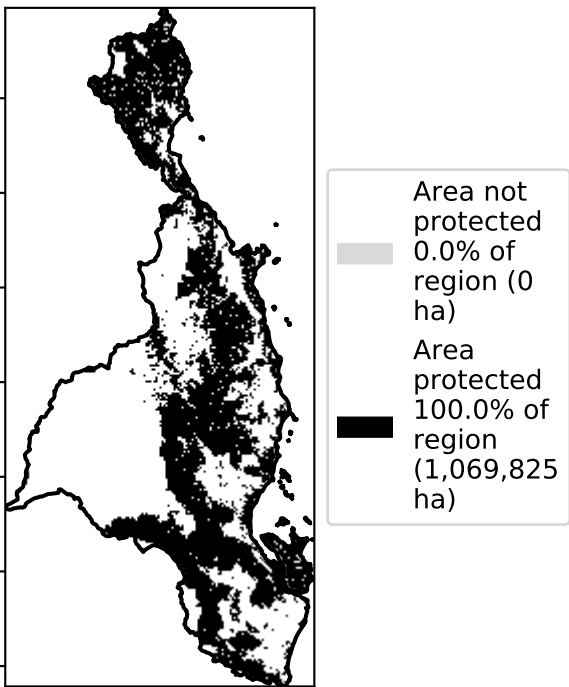 Area not
protected
0.0% of
region (0
ha)
Area
protected
100.0% of
region
(1,069,825
ha)